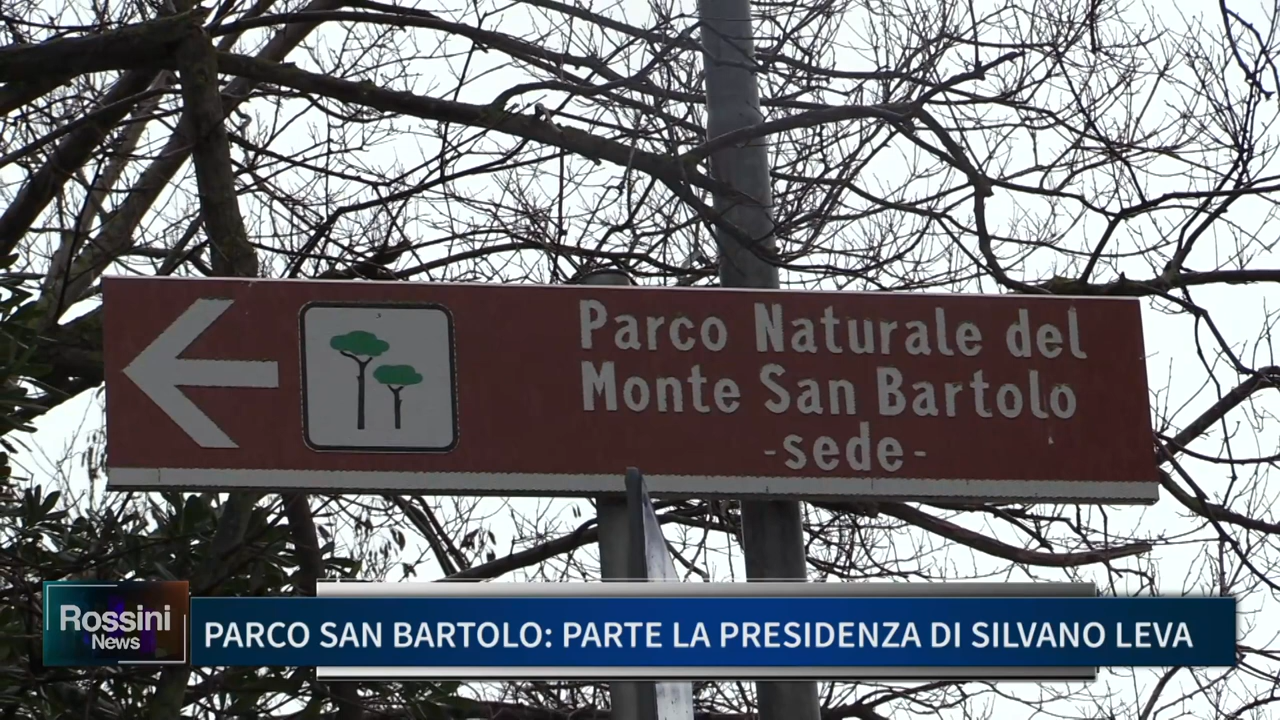 Parco Naturale del
Monte San Bartolo
-sede-
Rossini
News
PARCO SAN BARTOLO: PARTE LA PRESIDENZA DI SILVANO LEVA